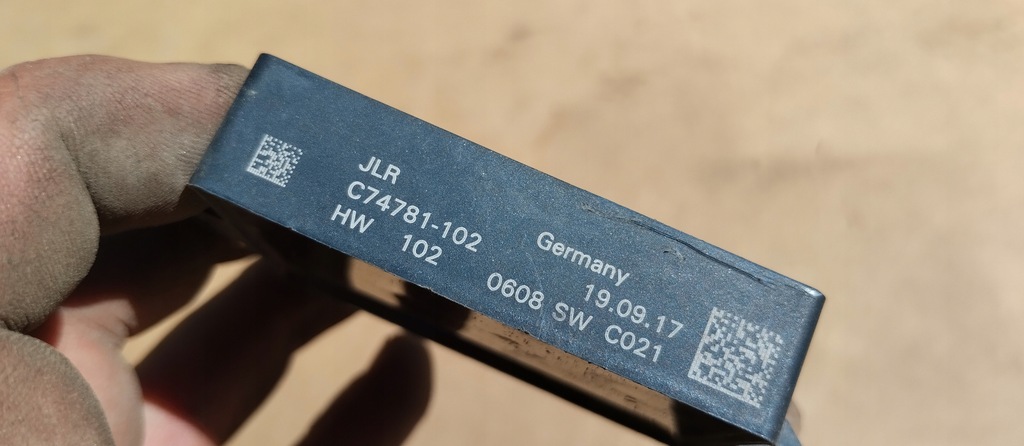 JLR
C74781-102 Germany
HW 102 19.09.17
0608 SW C021